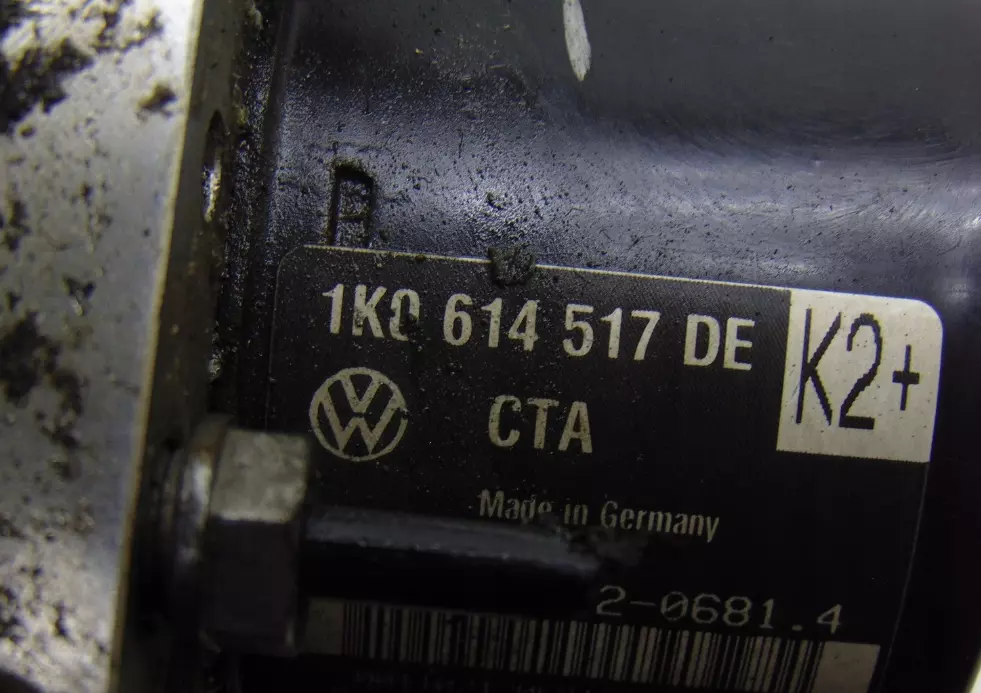 1K0 614 517 DE
K2+
CTA
Made in Germany
2-0681.4